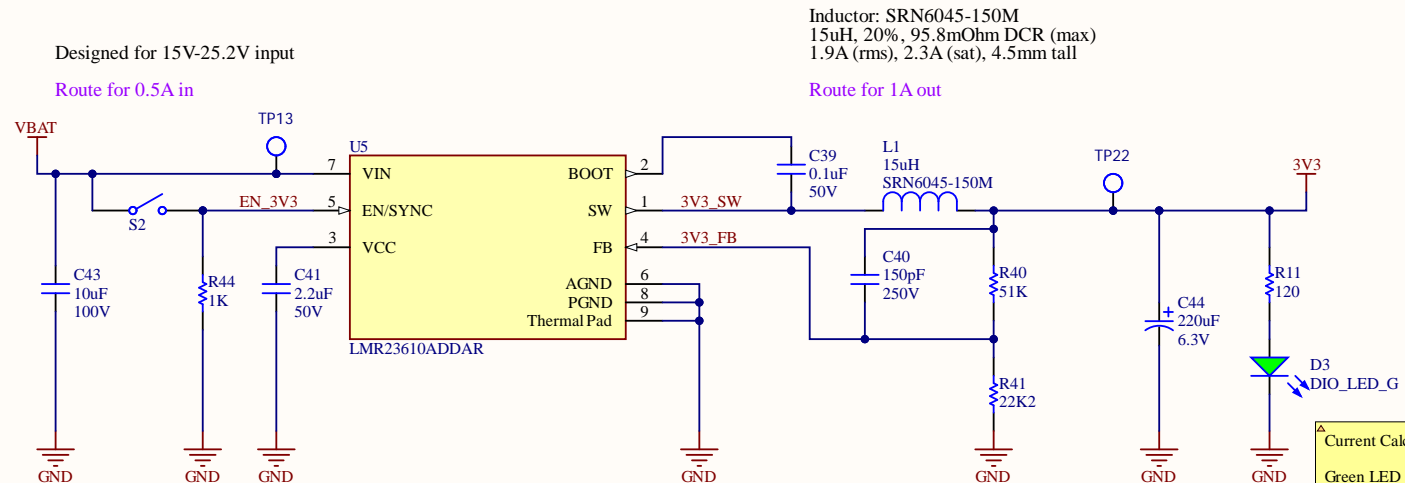 Inductor: SRN6045-150M
15uH, 20%, 95.8mOhm DCR (max)
1.9A (rms), 2.3A (sat), 4.5mm tall
Designed for 15V-25.2V input
Route for 0.5A in
Route for 1A out
VBAT
TP13
U5
7
VIN
BOOT
2
C39
0.1uF
50V
L1
15uH
SRN6045-150M
TP22
3V3
S2
EN_3V3
5
EN/SYNC
SW
1
3V3_SW
3
VCC
FB
4
3V3_FB
C43
10uF
100V
R44
1K
C41
2.2uF
50V
AGND
6
PGND
8
Thermal Pad
9
LMR23610ADDAR
C40
150pF
250V
R40
51K
R41
22K2
C44
220uF
6.3V
R11
120
D3
DIO_LED_G
GND
GND
GND
GND
GND
GND
GND
Current Calc
Green LED